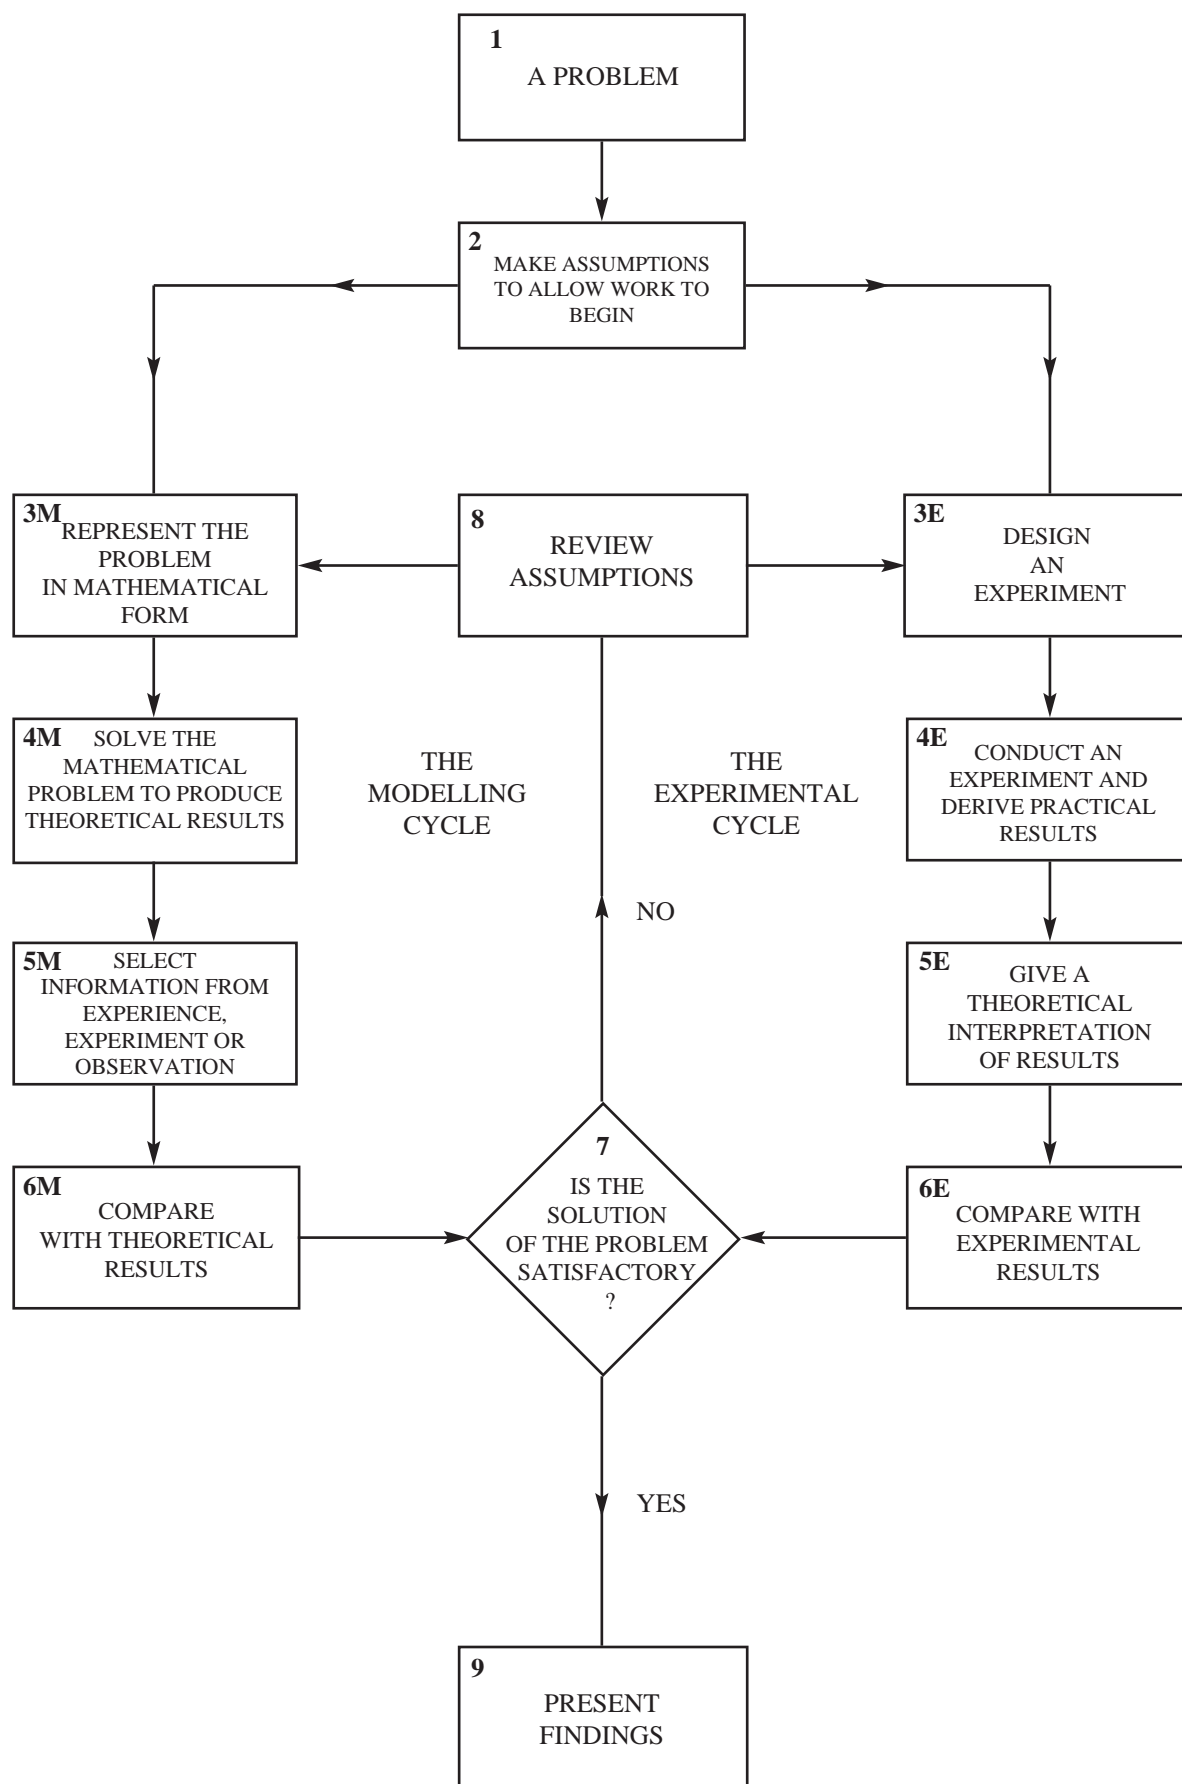 1
A PROBLEM
2
MAKE ASSUMPTIONS
TO ALLOW WORK TO
BEGIN
3M
REPRESENT THE
PROBLEM
IN MATHEMATICAL
FORM
8
REVIEW
ASSUMPTIONS
3E
DESIGN
AN
EXPERIMENT
4M
SOLVE THE
MATHEMATICAL
PROBLEM TO PRODUCE
THEORETICAL RESULTS
THE
MODELLING
CYCLE
THE
EXPERIMENTAL
CYCLE
4E
CONDUCT AN
EXPERIMENT AND
DERIVE PRACTICAL
RESULTS
NO
5M
SELECT
INFORMATION FROM
EXPERIENCE,
EXPERIMENT OR
OBSERVATION
5E
GIVE A
THEORETICAL
INTERPRETATION
OF RESULTS
6M
COMPARE
WITH THEORETICAL
RESULTS
7
IS THE
SOLUTION
OF THE PROBLEM
SATISFACTORY
?
6E
COMPARE WITH
EXPERIMENTAL
RESULTS
YES
9
PRESENT
FINDINGS